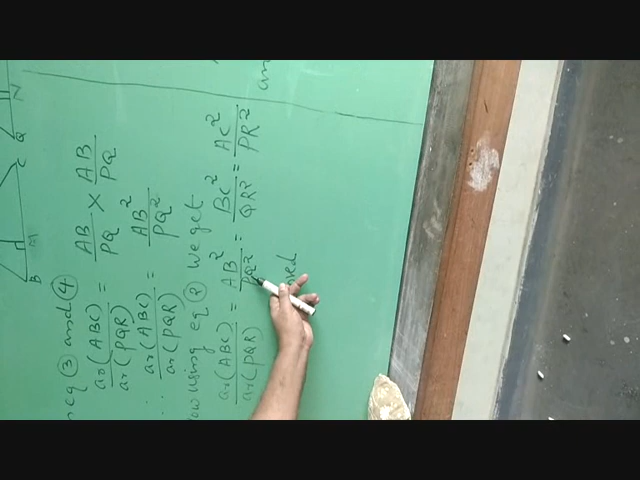 B M C Q N
eq ③ and ④
ar(ABC)/ar(PQR) = AB/PQ × AB/PQ
∴ ar(ABC)/ar(PQR) = AB²/PQ²
Now using eq ② we get
ar(ABC)/ar(PQR) = AB²/PQ² = BC²/QR² = AC²/PR²